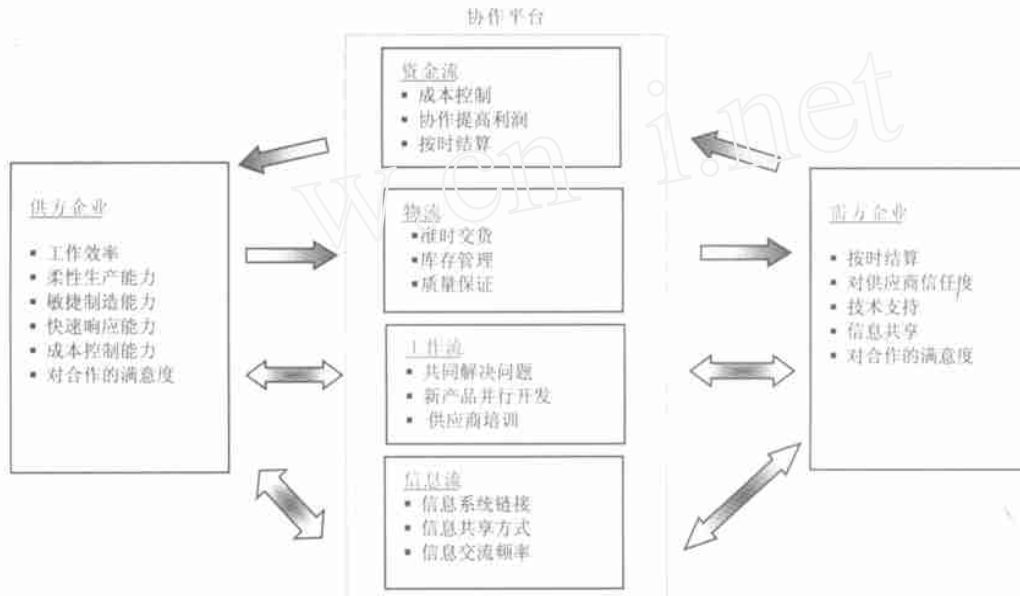 协作平台
资金流
▪ 成本控制
▪ 协作提高利润
▪ 按时结算
供方企业
▪ 工作效率
▪ 柔性生产能力
▪ 敏捷制造能力
▪ 快速响应能力
▪ 成本控制能力
▪ 对合作的满意度
物流
▪准时交货
▪库存管理
▪质量保证
工作流
▪ 共同解决问题
▪ 新产品并行开发
▪ 供应商培训
信息流
▪ 信息系统链接
▪ 信息共享方式
▪ 信息交流频率
需方企业
▪ 按时结算
▪ 对供应商信任度
▪ 技术支持
▪ 信息共享
▪ 对合作的满意度